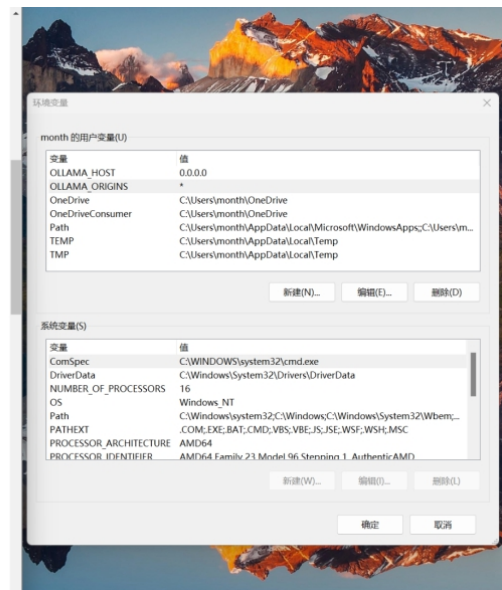 环境变量
month 的用户变量(U)
变量 值
OLLAMA_HOST 0.0.0.0
OLLAMA_ORIGINS *
OneDrive C:\Users\month\OneDrive
OneDriveConsumer C:\Users\month\OneDrive
Path C:\Users\month\AppData\Local\Microsoft\WindowsApps;;C:\Users\m...
TEMP C:\Users\month\AppData\Local\Temp
TMP C:\Users\month\AppData\Local\Temp
新建(N)... 编辑(E)... 删除(D)
系统变量(S)
变量 值
ComSpec C:\WINDOWS\system32\cmd.exe
DriverData C:\Windows\System32\Drivers\DriverData
NUMBER_OF_PROCESSORS 16
OS Windows_NT
Path C:\Windows\system32;C:\Windows;C:\Windows\System32\Wbem;...
PATHEXT .COM;.EXE;.BAT;.CMD;.VBS;.VBE;.JS;.JSE;.WSF;.WSH;.MSC
PROCESSOR_ARCHITECTURE AMD64
PROCESSOR_IDENTIFIER AMD64 Family 23 Model 96 Stepping 1, AuthenticAMD
新建(W)... 编辑(I)... 删除(L)
确定 取消